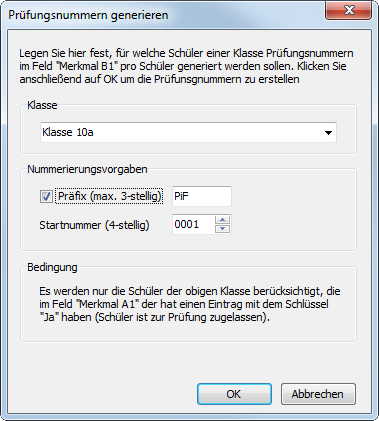 Prüfungsnummern generieren
Legen Sie hier fest, für welche Schüler einer Klasse Prüfungsnummern
im Feld "Merkmal B1" pro Schüler generiert werden sollen. Klicken Sie
anschließend auf OK um die Prüfunsgnummern zu erstellen
Klasse
Klasse 10a
Nummerierungsvorgaben
Präfix (max. 3-stellig) PiF
Startnummer (4-stellig) 0001
Bedingung
Es werden nur die Schüler der obigen Klasse berücksichtigt, die
im Feld "Merkmal A1" der hat einen Eintrag mit dem Schlüssel
"Ja" haben (Schüler ist zur Prüfung zugelassen).
OK Abbrechen